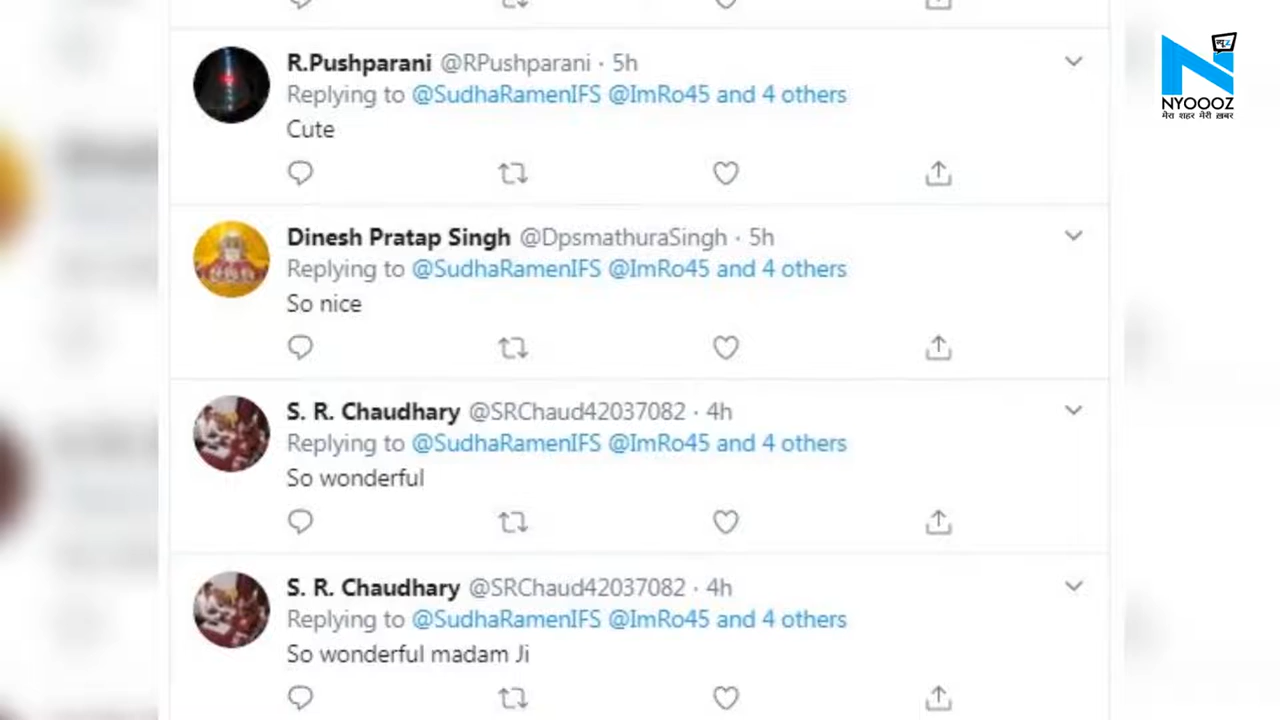 R.Pushparani @RPushparani · 5h
Replying to @SudhaRamenIFS @ImRo45 and 4 others
Cute
Dinesh Pratap Singh @DpsmathuraSingh · 5h
Replying to @SudhaRamenIFS @ImRo45 and 4 others
So nice
S. R. Chaudhary @SRChaud42037082 · 4h
Replying to @SudhaRamenIFS @ImRo45 and 4 others
So wonderful
S. R. Chaudhary @SRChaud42037082 · 4h
Replying to @SudhaRamenIFS @ImRo45 and 4 others
So wonderful madam Ji
NYOOOZ
मेरा शहर मेरी ख़बर